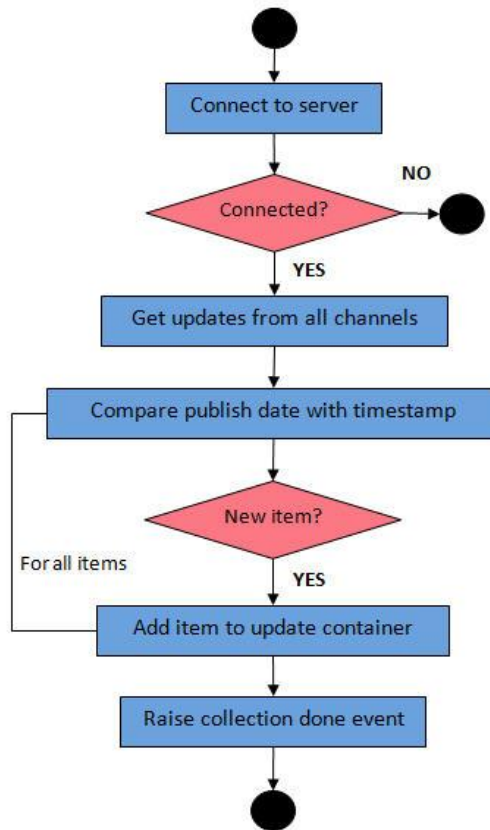 Connect to server
NO
Connected?
YES
Get updates from all channels
Compare publish date with timestamp
New item?
For all items
YES
Add item to update container
Raise collection done event